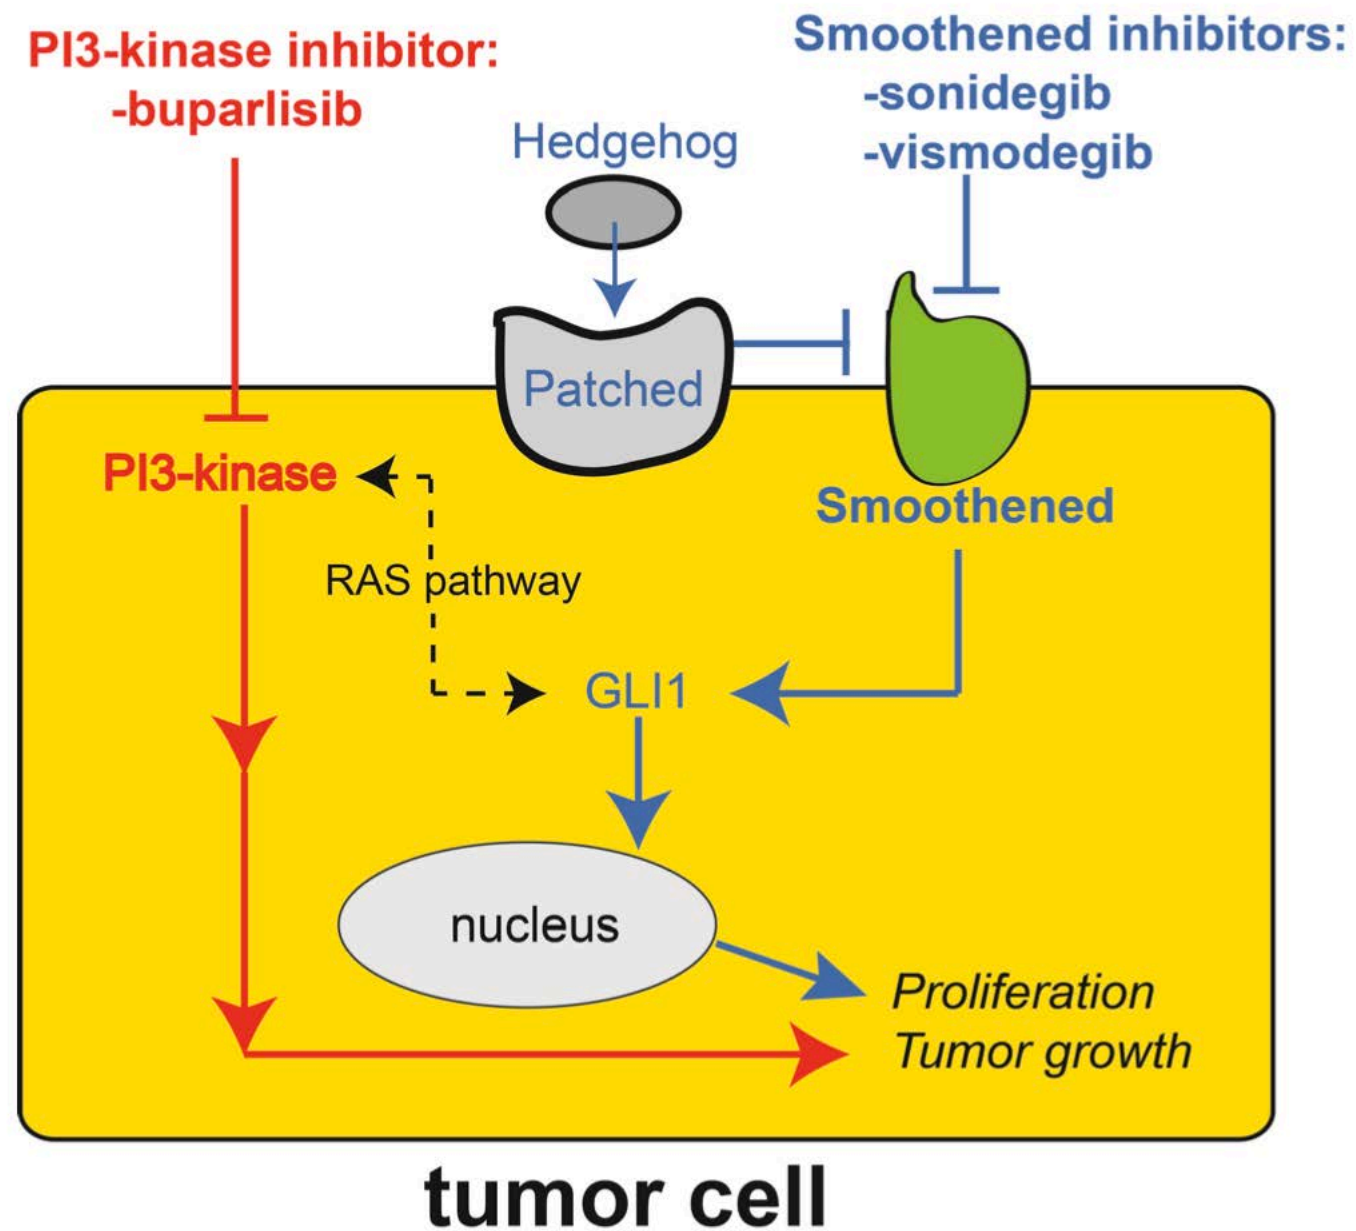 PI3-kinase inhibitor:
-buparlisib
Smoothened inhibitors:
-sonidegib
-vismodegib
Hedgehog
Patched
PI3-kinase
Smoothened
RAS pathway
GLI1
nucleus
Proliferation
Tumor growth
tumor cell